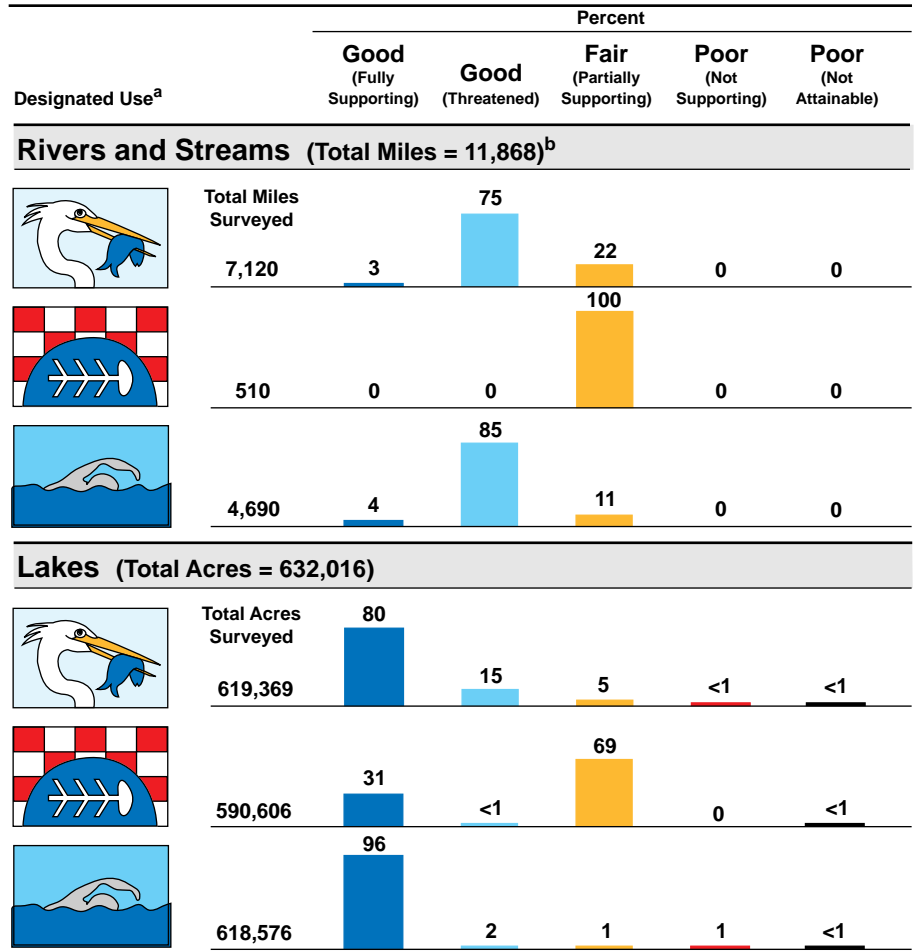 Percent
Designated Use^a
Good
(Fully
Supporting)
Good
(Threatened)
Fair
(Partially
Supporting)
Poor
(Not
Supporting)
Poor
(Not
Attainable)
Rivers and Streams (Total Miles = 11,868)^b
Total Miles
Surveyed
7,120 3 75 22 0 0
510 0 0 100 0 0
4,690 4 85 11 0 0
Lakes (Total Acres = 632,016)
Total Acres
Surveyed
619,369 80 15 5 <1 <1
590,606 31 <1 69 0 <1
618,576 96 2 1 1 <1